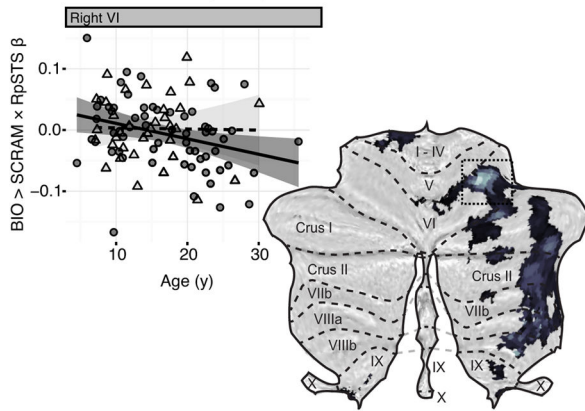 Right VI
BIO > SCRAM × RpSTS β
0.1
0.0
−0.1
10
20
30
Age (y)
I - IV
V
VI
Crus I
Crus II
Crus II
VIIb
VIIb
VIIIa
VIIIb
IX
IX
IX
X
X
X